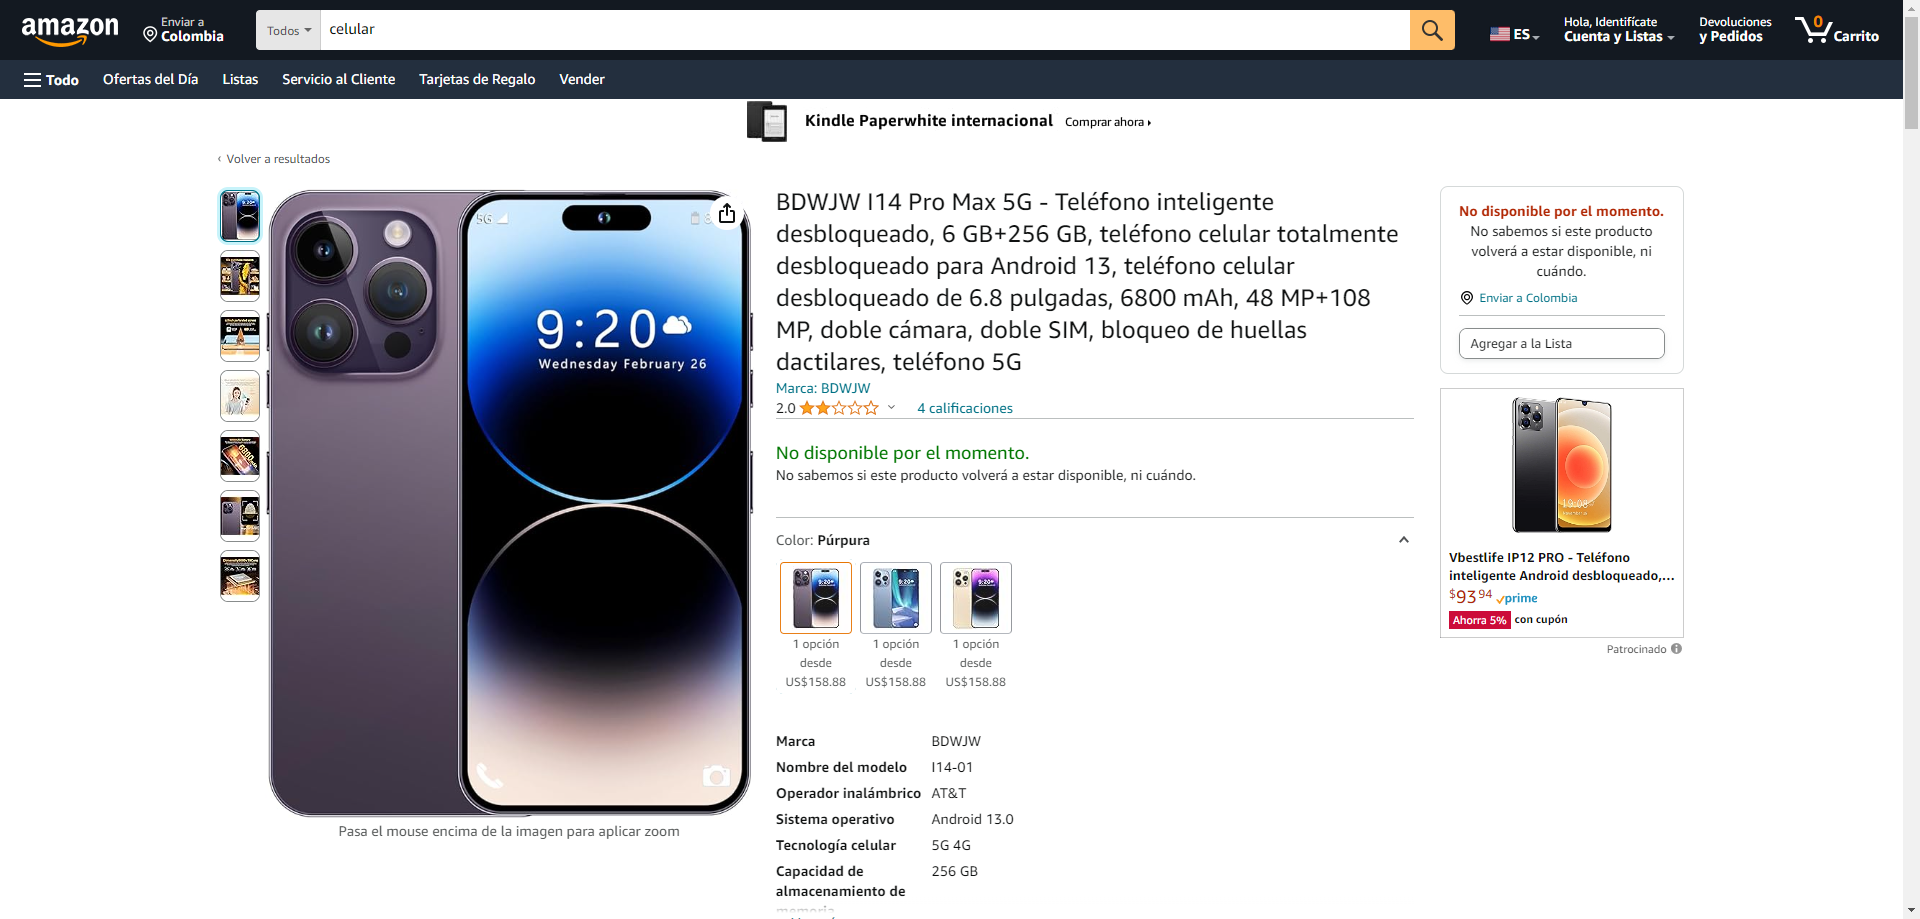 amazon
Enviar a
Colombia
Todos
celular
ES
Hola, Identifícate
Cuenta y Listas
Devoluciones
y Pedidos
0
Carrito
Todo
Ofertas del Día
Listas
Servicio al Cliente
Tarjetas de Regalo
Vender
Kindle Paperwhite internacional
Comprar ahora
‹ Volver a resultados
5G
9:20
Wednesday February 26
Pasa el mouse encima de la imagen para aplicar zoom
BDWJW I14 Pro Max 5G - Teléfono inteligente
desbloqueado, 6 GB+256 GB, teléfono celular totalmente
desbloqueado para Android 13, teléfono celular
desbloqueado de 6.8 pulgadas, 6800 mAh, 48 MP+108
MP, doble cámara, doble SIM, bloqueo de huellas
dactilares, teléfono 5G
Marca: BDWJW
2.0
4 calificaciones
No disponible por el momento.
No sabemos si este producto volverá a estar disponible, ni cuándo.
Color: Púrpura
1 opción
desde
US$158.88
1 opción
desde
US$158.88
1 opción
desde
US$158.88
Marca BDWJW
Nombre del modelo I14-01
Operador inalámbrico AT&T
Sistema operativo Android 13.0
Tecnología celular 5G 4G
Capacidad de 256 GB
almacenamiento de
memoria
No disponible por el momento.
No sabemos si este producto
volverá a estar disponible, ni
cuándo.
Enviar a Colombia
Agregar a la Lista
19:08
Vbestlife IP12 PRO - Teléfono
inteligente Android desbloqueado,...
$93 94 prime
Ahorra 5% con cupón
Patrocinado